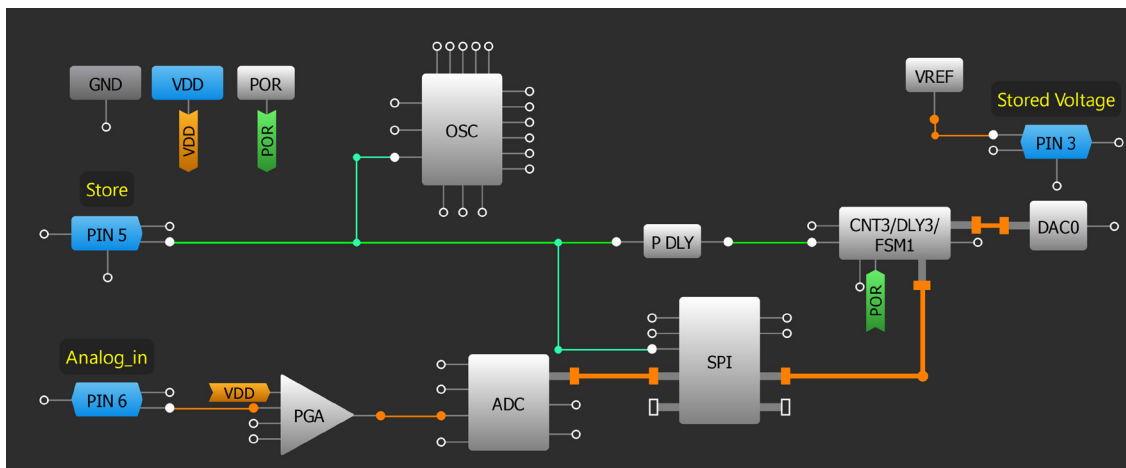 GND
VDD
POR
VDD
POR
OSC
VREF
Stored Voltage
PIN 3
Store
PIN 5
P DLY
CNT3/DLY3/
FSM1
DAC0
POR
Analog_in
PIN 6
VDD
PGA
ADC
SPI